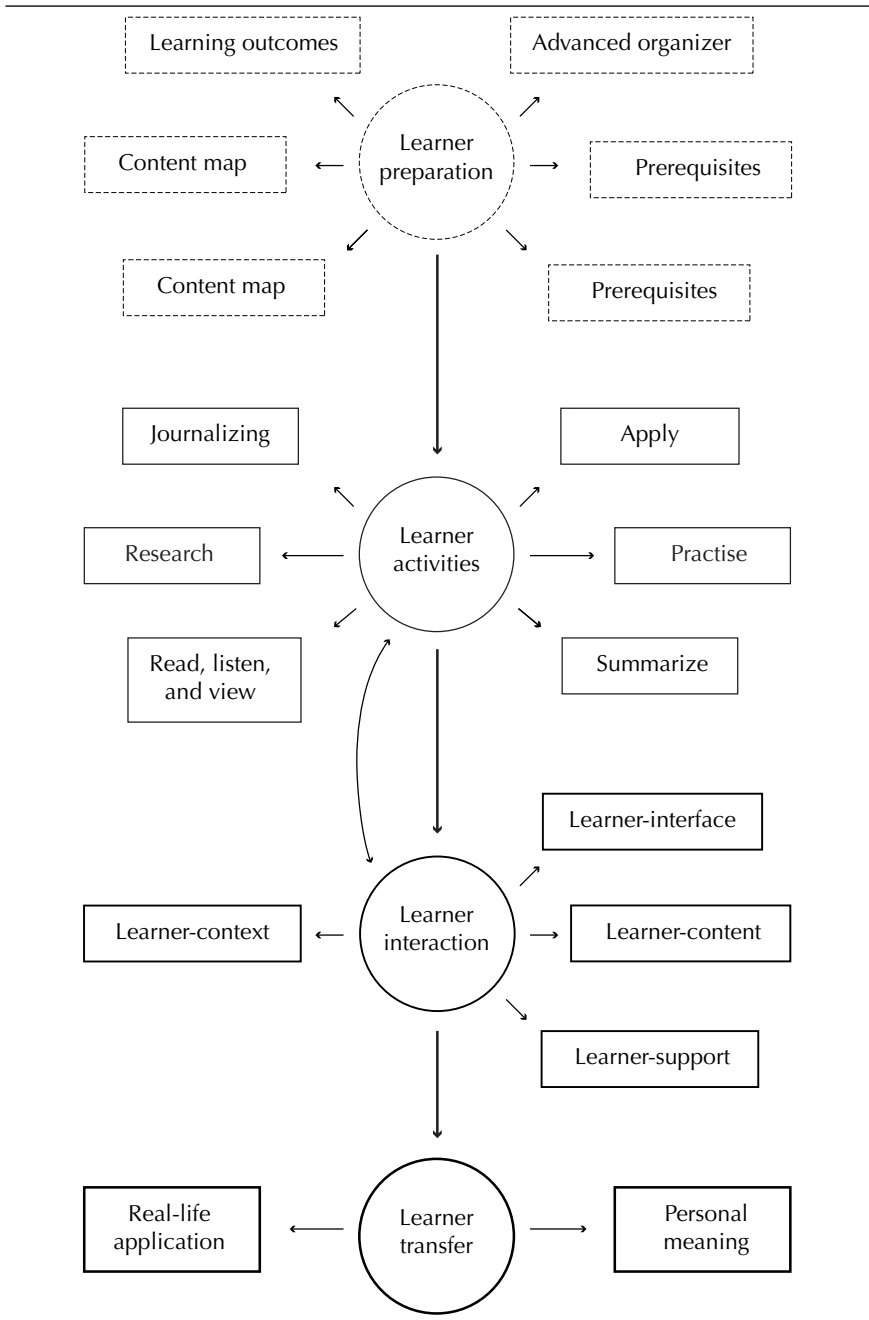 Learning outcomes
Advanced organizer
Learner
preparation
Content map
Prerequisites
Content map
Prerequisites
Journalizing
Apply
Learner
activities
Research
Practise
Read, listen,
and view
Summarize
Learner-interface
Learner-context
Learner
interaction
Learner-content
Learner-support
Real-life
application
Learner
transfer
Personal
meaning